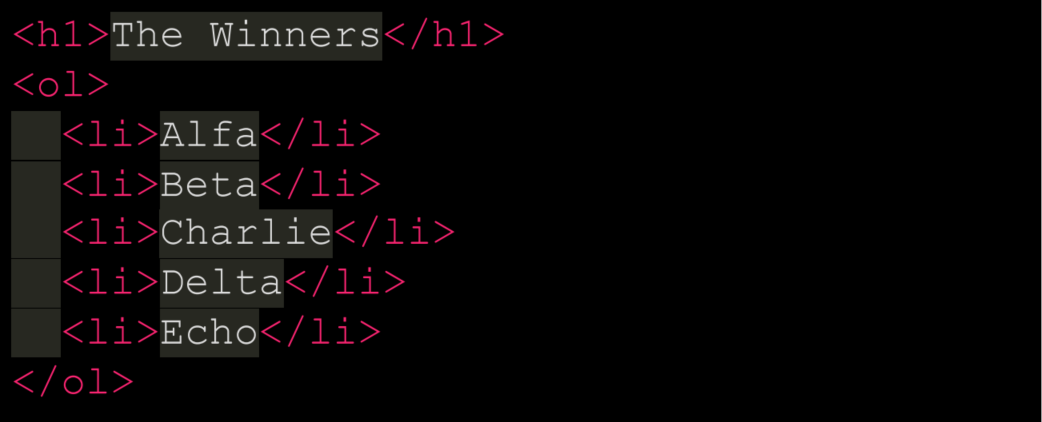 <h1>The Winners</h1>
<ol>
  <li>Alfa</li>
  <li>Beta</li>
  <li>Charlie</li>
  <li>Delta</li>
  <li>Echo</li>
</ol>